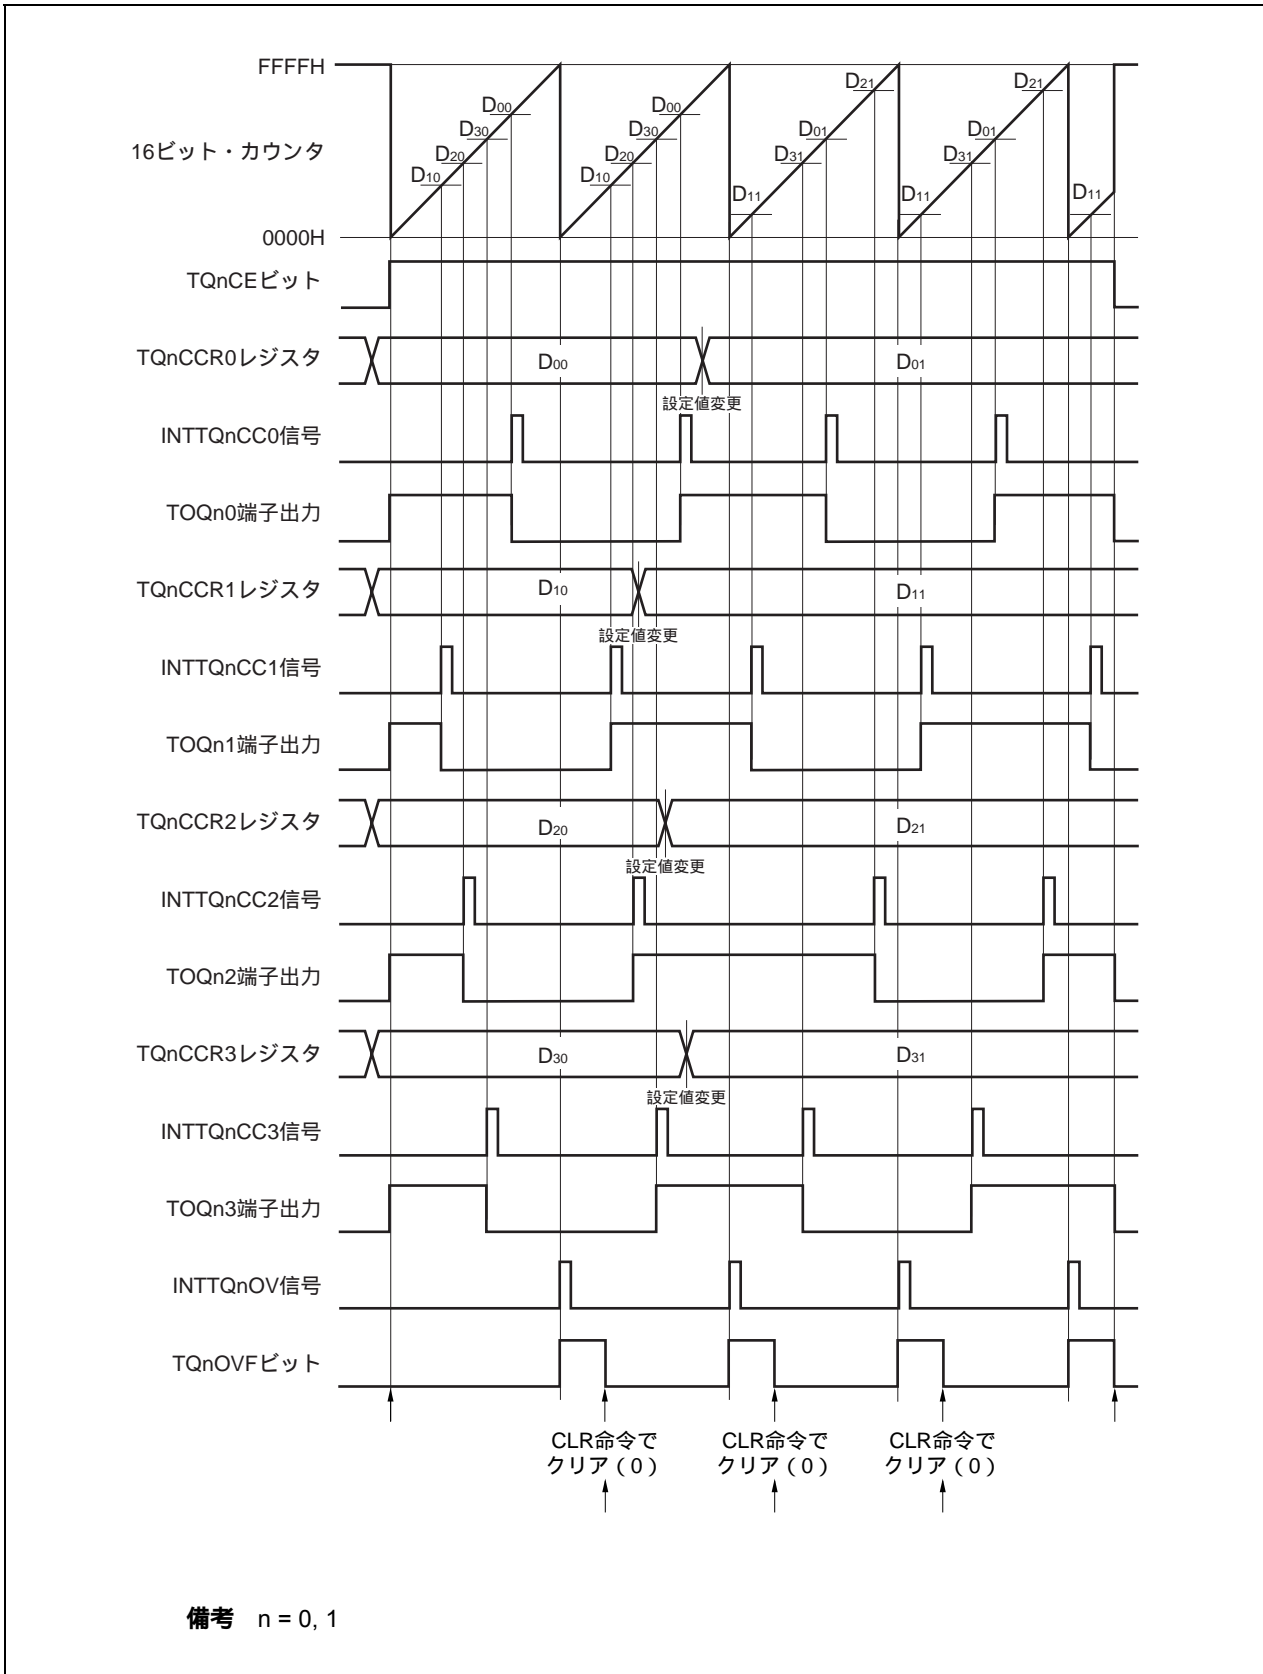 FFFFH
D00 D00 D21 D21
D30 D30 D01 D01
16ビット・カウンタ
D20 D20 D31 D31
D10 D10 D11 D11 D11
0000H
TQnCEビット
TQnCCR0レジスタ
D00 D01
設定値変更
INTTQnCC0信号
TOQn0端子出力
TQnCCR1レジスタ
D10 D11
設定値変更
INTTQnCC1信号
TOQn1端子出力
TQnCCR2レジスタ
D20 D21
設定値変更
INTTQnCC2信号
TOQn2端子出力
TQnCCR3レジスタ
D30 D31
設定値変更
INTTQnCC3信号
TOQn3端子出力
INTTQnOV信号
TQnOVFビット
CLR命令で CLR命令で CLR命令で
クリア（0） クリア（0） クリア（0）
備考 n = 0, 1